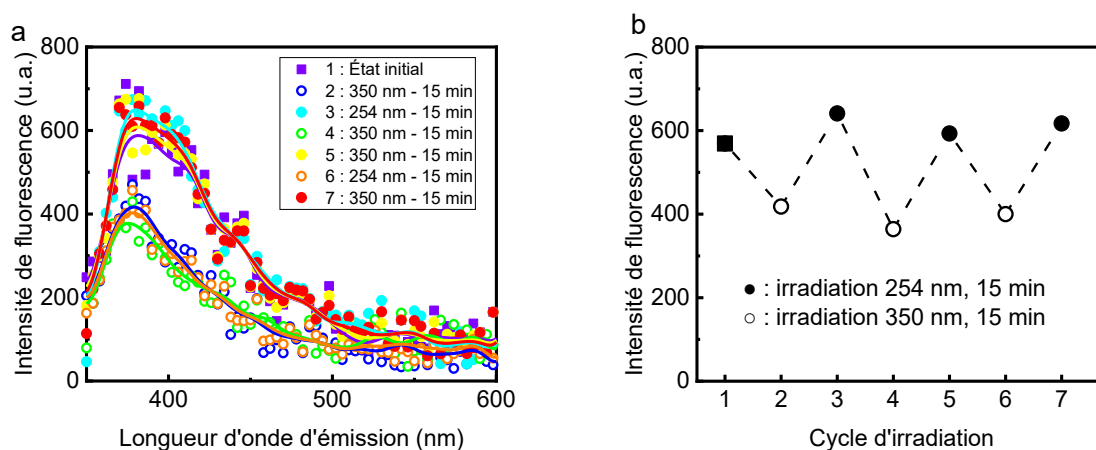 a
Intensité de fluorescence (u.a.)
800
600
400
200
0
400
500
600
Longueur d'onde d'émission (nm)
1 : État initial
2 : 350 nm - 15 min
3 : 254 nm - 15 min
4 : 350 nm - 15 min
5 : 350 nm - 15 min
6 : 254 nm - 15 min
7 : 350 nm - 15 min
b
Intensité de fluorescence (u.a.)
800
600
400
200
0
1 2 3 4 5 6 7
Cycle d'irradiation
: irradiation 254 nm, 15 min
: irradiation 350 nm, 15 min